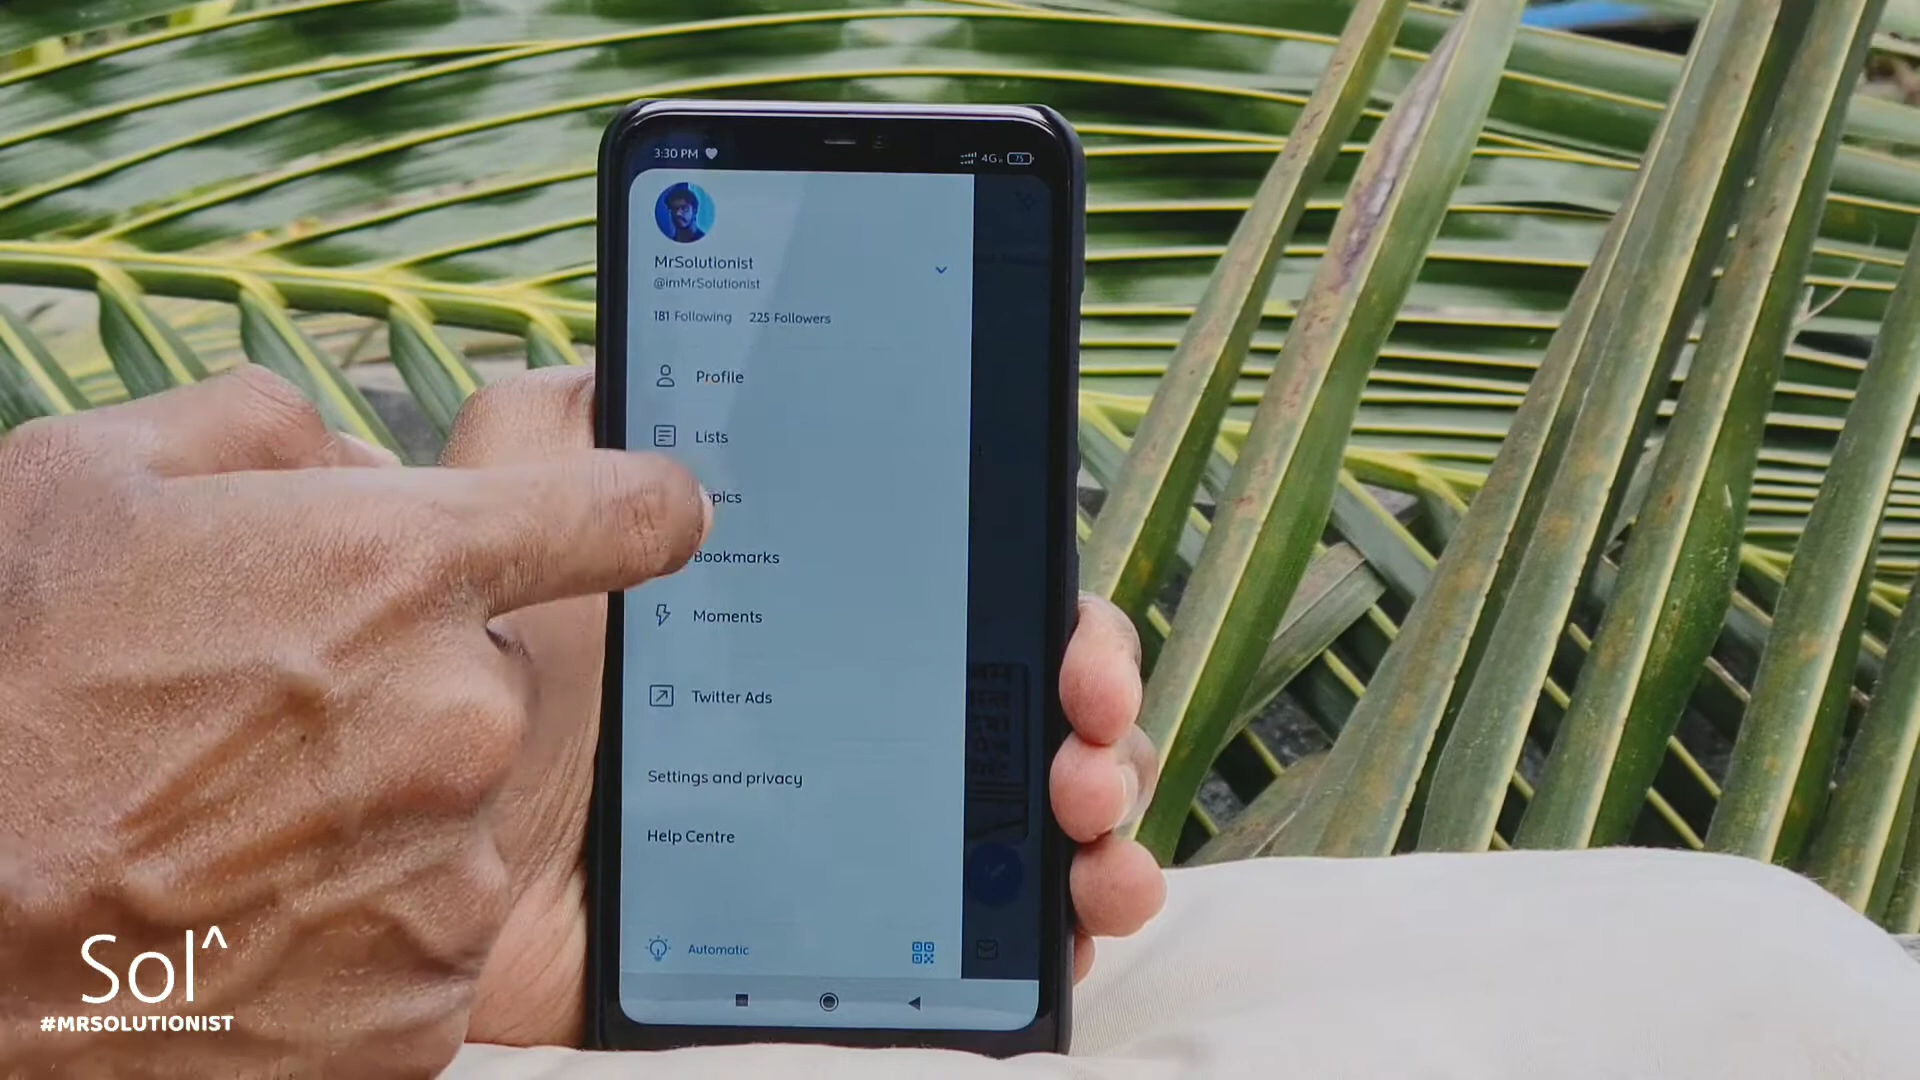 3:30 PM
4G
75
MrSolutionist
@imMrSolutionist
181 Following 225 Followers
Profile
Lists
Bookmarks
Moments
Twitter Ads
Settings and privacy
Help Centre
Automatic
Sol^
#MRSOLUTIONIST